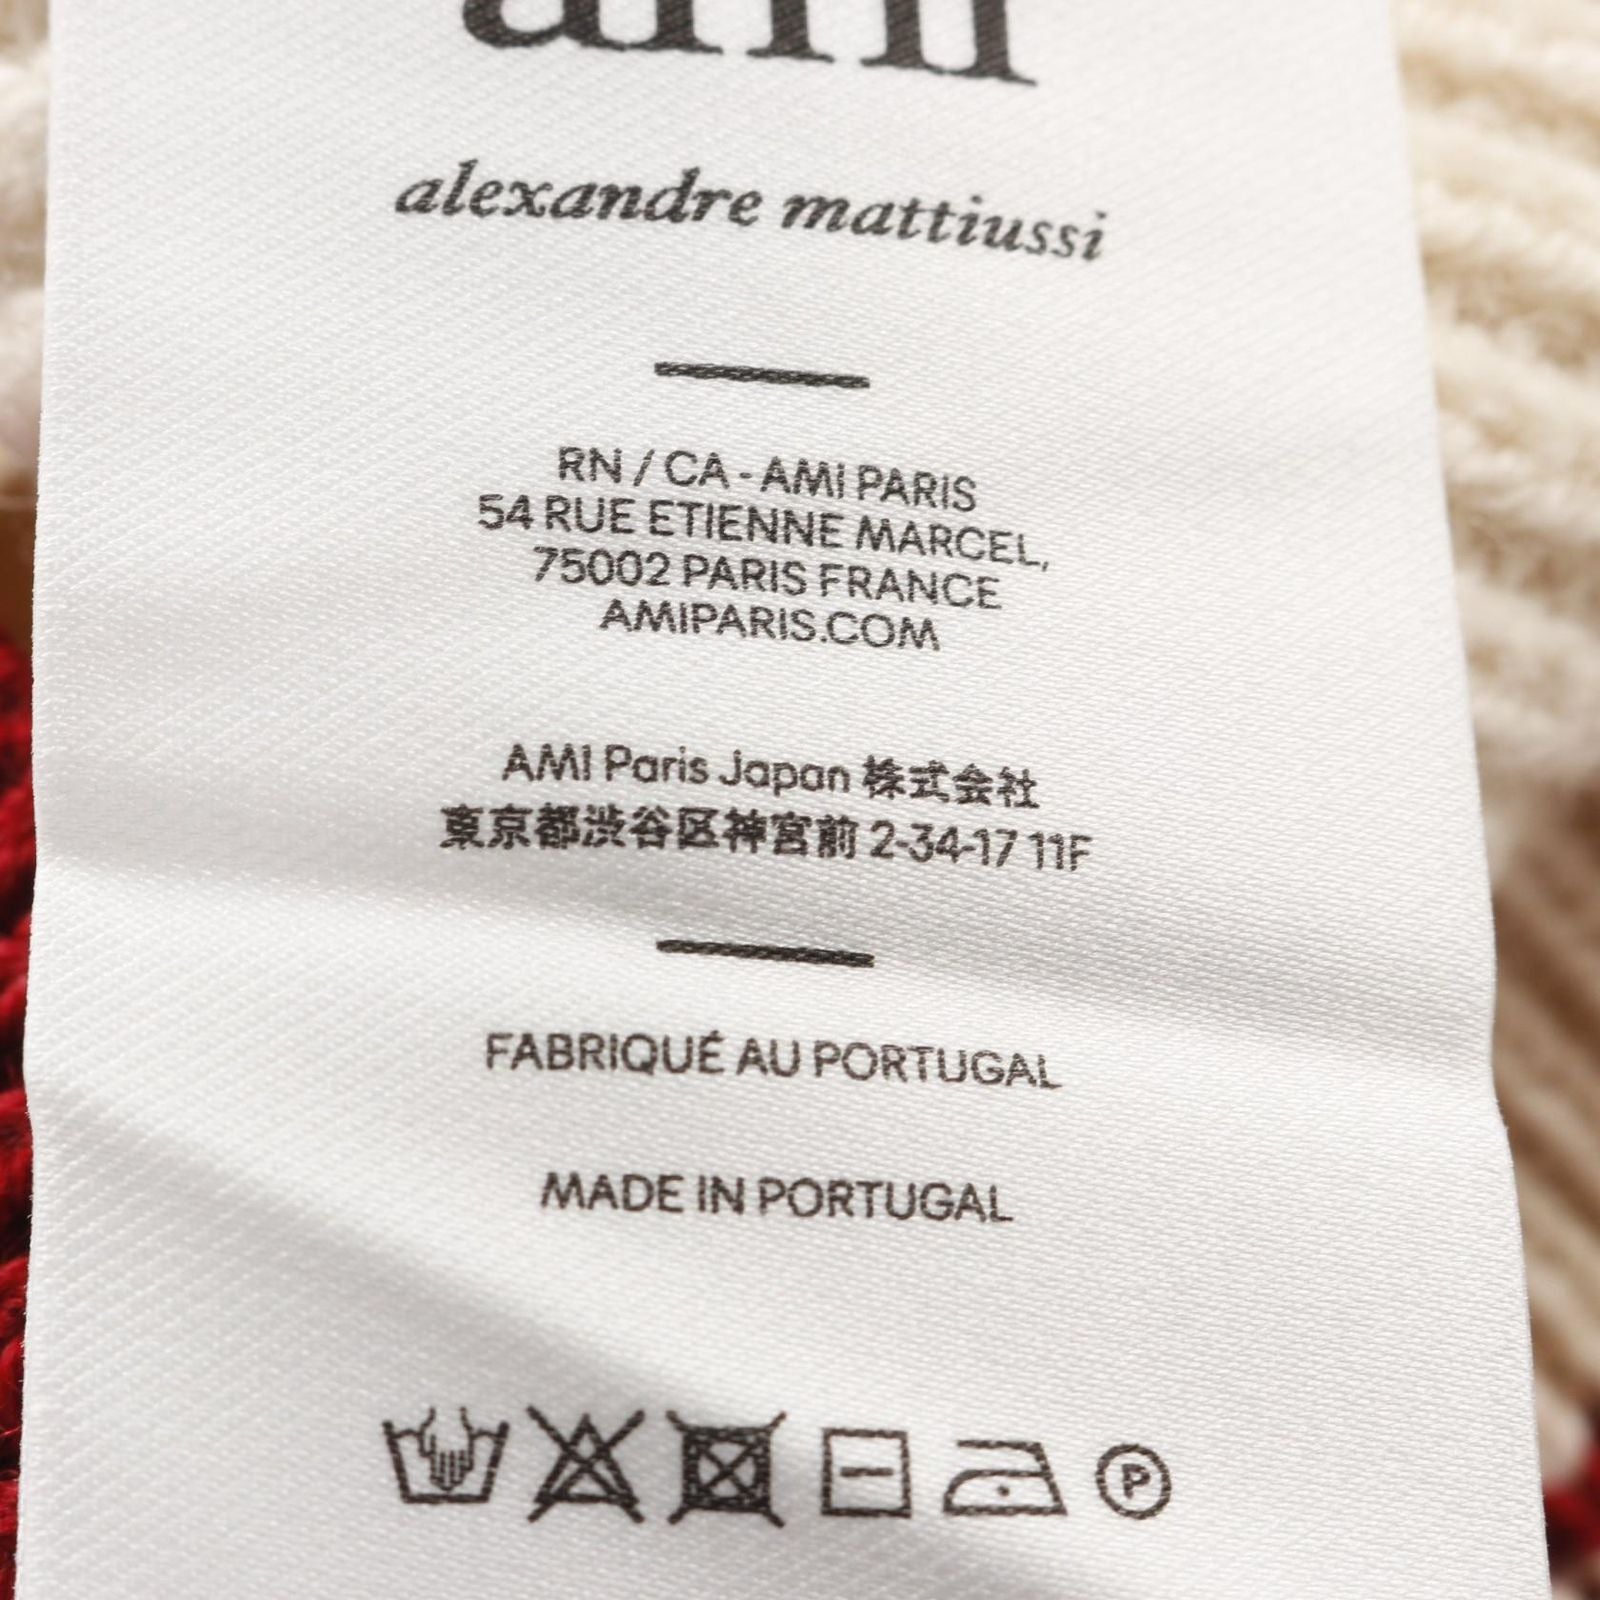 ami
alexandre mattiussi
RN / CA - AMI PARIS
54 RUE ETIENNE MARCEL,
75002 PARIS FRANCE
AMIPARIS.COM
AMI Paris Japan 株式会社
東京都渋谷区神宮前 2-34-17 11F
FABRIQUÉ AU PORTUGAL
MADE IN PORTUGAL
P